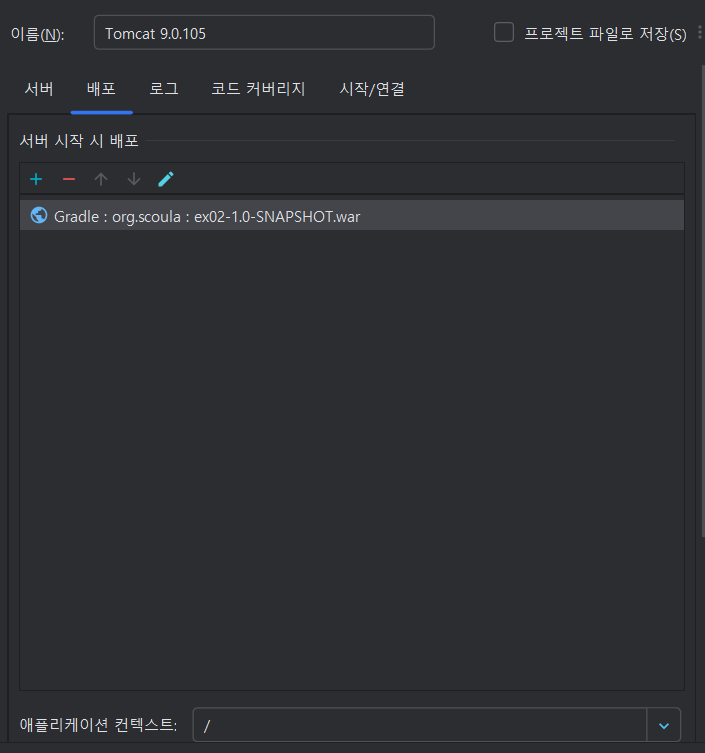 이름(N): Tomcat 9.0.105 프로젝트 파일로 저장(S)
서버 배포 로그 코드 커버리지 시작/연결
서버 시작 시 배포
Gradle : org.scoula : ex02-1.0-SNAPSHOT.war
애플리케이션 컨텍스트: /